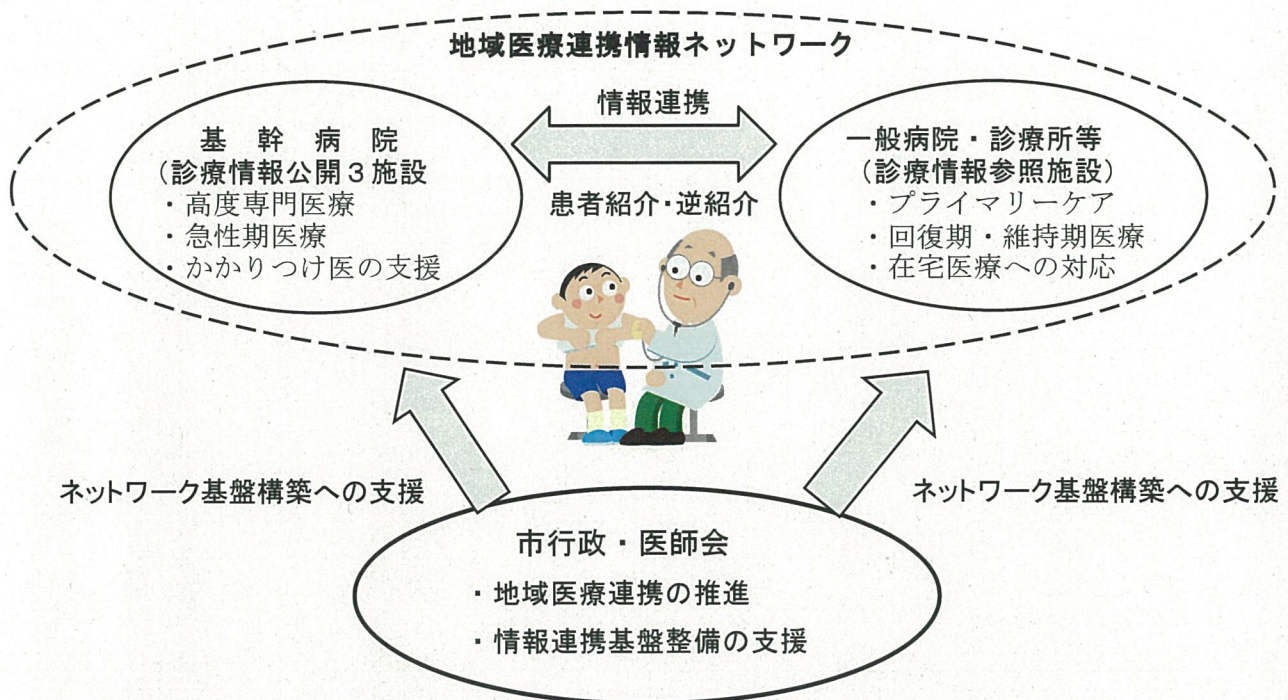 地域医療連携情報ネットワーク
情報連携
基 幹 病 院
(診療情報公開3施設
・高度専門医療
・急性期医療
・かかりつけ医の支援
患者紹介・逆紹介
一般病院・診療所等
(診療情報参照施設)
・プライマリーケア
・回復期・維持期医療
・在宅医療への対応
ネットワーク基盤構築への支援
ネットワーク基盤構築への支援
市行政・医師会
・地域医療連携の推進
・情報連携基盤整備の支援